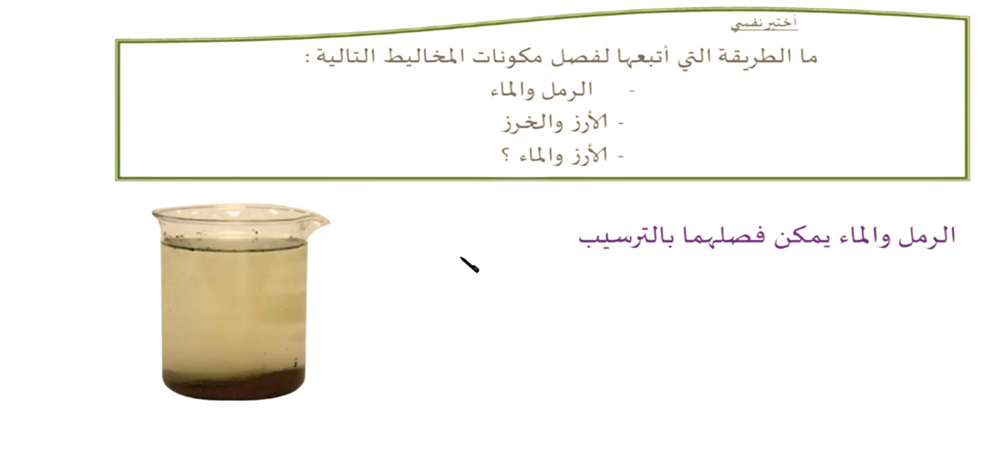 أختبر نفسي
ما الطريقة التي أتبعها لفصل مكونات المخاليط التالية :
- الرمل والماء
- الأرز والخرز
- الأرز والماء ؟
الرمل والماء يمكن فصلهما بالترسيب